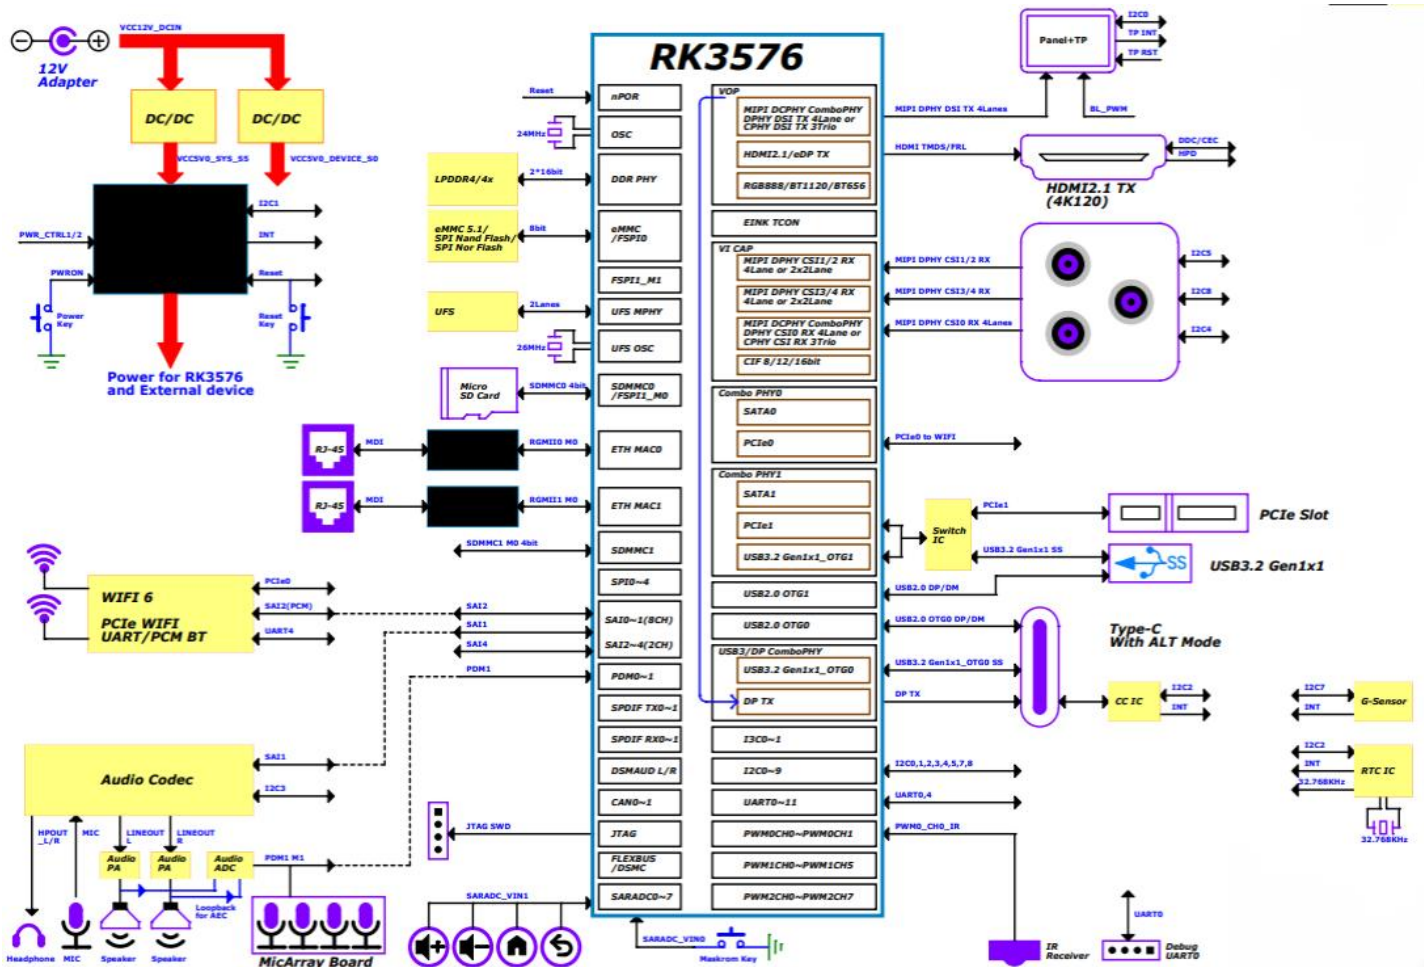 VCC12V_DCIN
12V
Adapter
DC/DC
DC/DC
VCC5V0_SYS_S5
VCC5V0_DEVICE_S0
I2C1
INT
PWR_CTRL1/2
PWRON
Reset
Power
Key
Reset
Key
Power for RK3576
and External device
RK3576
Reset
nPOR
24MHz
OSC
LPDDR4/4x
2*16bit
DDR PHY
eMMC 5.1/
SPI Nand Flash/
SPI Nor Flash
8bit
eMMC
/FSPI0
FSPI1_M1
UFS
2Lanes
UFS MPHY
26MHz
UFS OSC
Micro
SD Card
SDMMC0 4bit
SDMMC0
/FSPI1_M0
RJ-45
MDI
RGMII0 M0
ETH MAC0
RJ-45
MDI
RGMII1 M0
ETH MAC1
SDMMC1 M0 4bit
SDMMC1
SPI0~4
WIFI 6
PCIe WIFI
UART/PCM BT
PCIe0
SAI2(PCM)
UART4
SAI2
SAI1
SAI4
SAI0~1(8CH)
SAI2~4(2CH)
PDM1
PDM0~1
SPDIF TX0~1
SPDIF RX0~1
DSMAUD L/R
CAN0~1
JTAG SWD
JTAG
FLEXBUS
/DSMC
SARADC_VIN1
SARADC0~7
Audio Codec
SAI1
I2C3
HPOUT
_L/R
MIC
LINEOUT
L
LINEOUT
R
Audio
PA
Audio
PA
Audio
ADC
PDM1 M1
Loopback
for AEC
Headphone
MIC
Speaker
Speaker
MicArray Board
SARADC_VIN0
Maskrom Key
VOP
MIPI DCPHY ComboPHY
DPHY DSI TX 4Lane or
CPHY DSI TX 3Trio
HDMI2.1/eDP TX
RGB888/BT1120/BT656
EINK TCON
VI CAP
MIPI DPHY CSI1/2 RX
4Lane or 2x2Lane
MIPI DPHY CSI3/4 RX
4Lane or 2x2Lane
MIPI DCPHY ComboPHY
DPHY CSI0 RX 4Lane or
CPHY CSI RX 3Trio
CIF 8/12/16bit
Combo PHY0
SATA0
PCIe0
Combo PHY1
SATA1
PCIe1
USB3.2 Gen1x1_OTG1
USB2.0 OTG1
USB2.0 OTG0
USB3/DP ComboPHY
USB3.2 Gen1x1_OTG0
DP TX
I3C0~1
I2C0~9
UART0~11
PWM0CH0~PWM0CH1
PWM1CH0~PWM1CH5
PWM2CH0~PWM2CH7
MIPI DPHY DSI TX 4Lanes
BL_PWM
Panel+TP
I2C0
TP INT
TP RST
HDMI TMDS/FRL
DDC/CEC
HPD
HDMI2.1 TX
(4K120)
MIPI DPHY CSI1/2 RX
MIPI DPHY CSI3/4 RX
MIPI DPHY CSI0 RX 4Lanes
I2C5
I2C8
I2C4
PCIe0 to WIFI
Switch
IC
PCIe1
PCIe Slot
USB3.2 Gen1x1 SS
SS
USB3.2 Gen1x1
USB2.0 DP/DM
USB2.0 OTG0 DP/DM
USB3.2 Gen1x1_OTG0 SS
DP TX
Type-C
With ALT Mode
CC IC
I2C2
INT
I2C7
INT
G-Sensor
I2C2
INT
32.768KHz
RTC IC
32.768KHz
I2C0,1,2,3,4,5,7,8
UART0,4
PWM0_CH0_IR
IR
Receiver
UART0
Debug
UART0